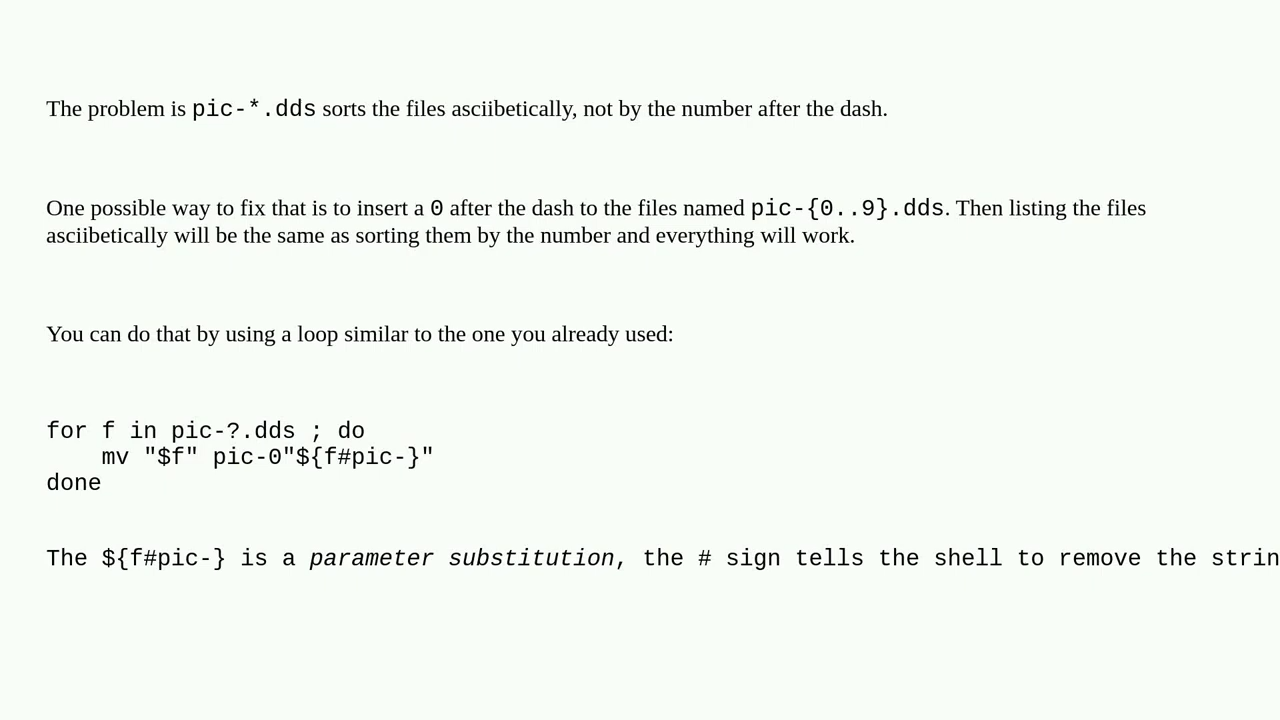 The problem is pic-*.dds sorts the files asciibetically, not by the number after the dash.
One possible way to fix that is to insert a 0 after the dash to the files named pic-{0..9}.dds. Then listing the files
asciibetically will be the same as sorting them by the number and everything will work.
You can do that by using a loop similar to the one you already used:
for f in pic-?.dds ; do
    mv "$f" pic-0"${f#pic-}"
done
The ${f#pic-} is a parameter substitution, the # sign tells the shell to remove the strin